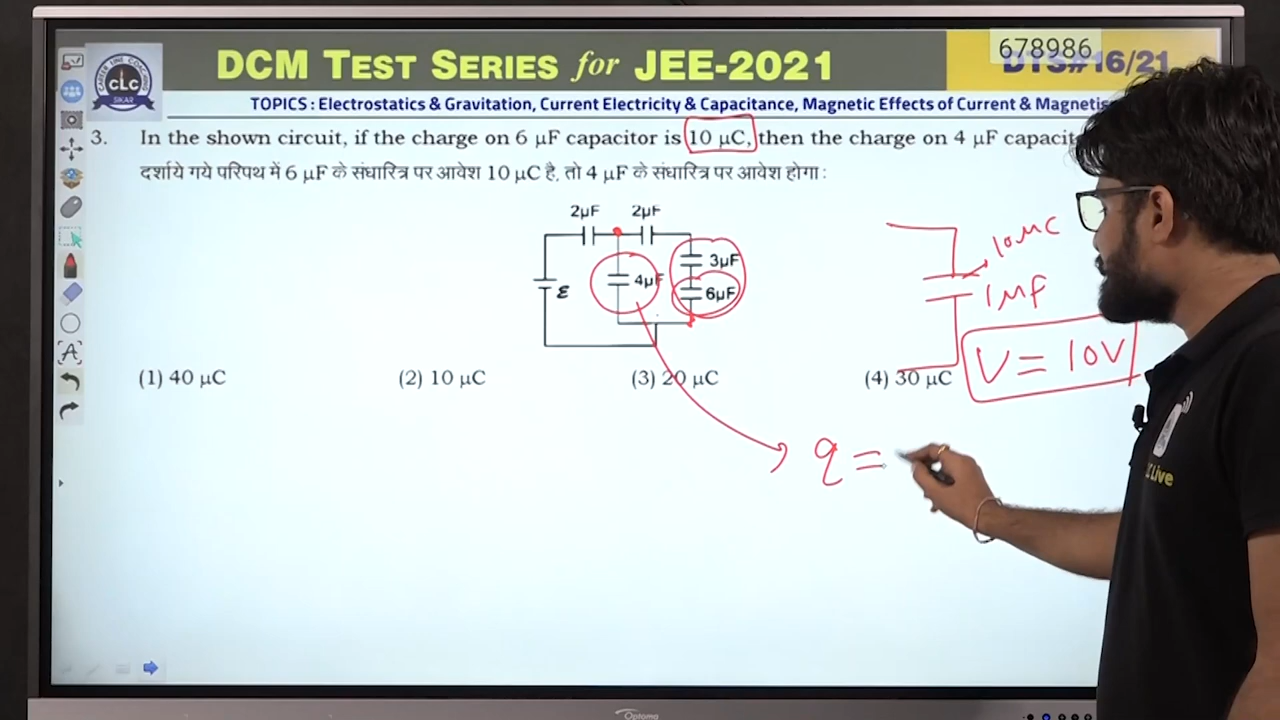 678986
DCM TEST SERIES for JEE-2021
DTS#16/21
CLC
SIKAR
TOPICS : Electrostatics & Gravitation, Current Electricity & Capacitance, Magnetic Effects of Current & Magnetis
3. In the shown circuit, if the charge on 6 μF capacitor is 10 μC, then the charge on 4 μF capacit
दर्शाये गये परिपथ में 6 μF के संधारित्र पर आवेश 10 μC है, तो 4 μF के संधारित्र पर आवेश होगा :
2μF 2μF
3μF
4μF
6μF
ε
10μC
1μF
V = 10V
(1) 40 μC (2) 10 μC (3) 20 μC (4) 30 μC
q =
Live
Optoma